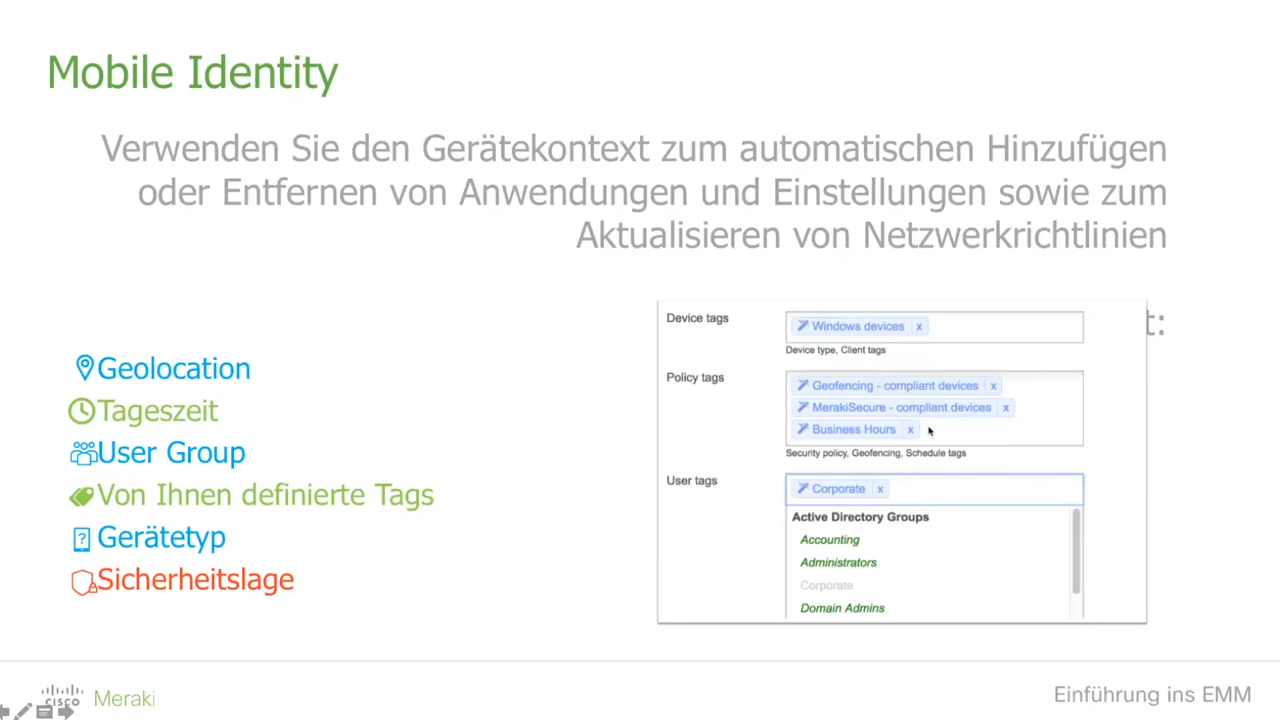 Mobile Identity
Verwenden Sie den Gerätekontext zum automatischen Hinzufügen
oder Entfernen von Anwendungen und Einstellungen sowie zum
Aktualisieren von Netzwerkrichtlinien
Geolocation
Tageszeit
User Group
Von Ihnen definierte Tags
Gerätetyp
Sicherheitslage
t:
Device tags
Windows devices x
Device type, Client tags
Policy tags
Geofencing - compliant devices x
MerakiSecure - compliant devices x
Business Hours x
Security policy, Geofencing, Schedule tags
User tags
Corporate x
Active Directory Groups
Accounting
Administrators
Corporate
Domain Admins
CISCO Meraki
Einführung ins EMM